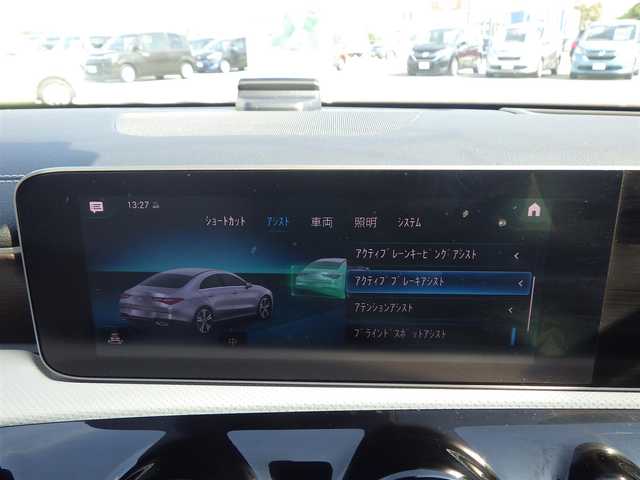 13:27
ショートカット アシスト 車両 照明 システム
アクティブレーンキーピングアシスト
アクティブブレーキアシスト
アテンションアシスト
ブラインドスポットアシスト
中